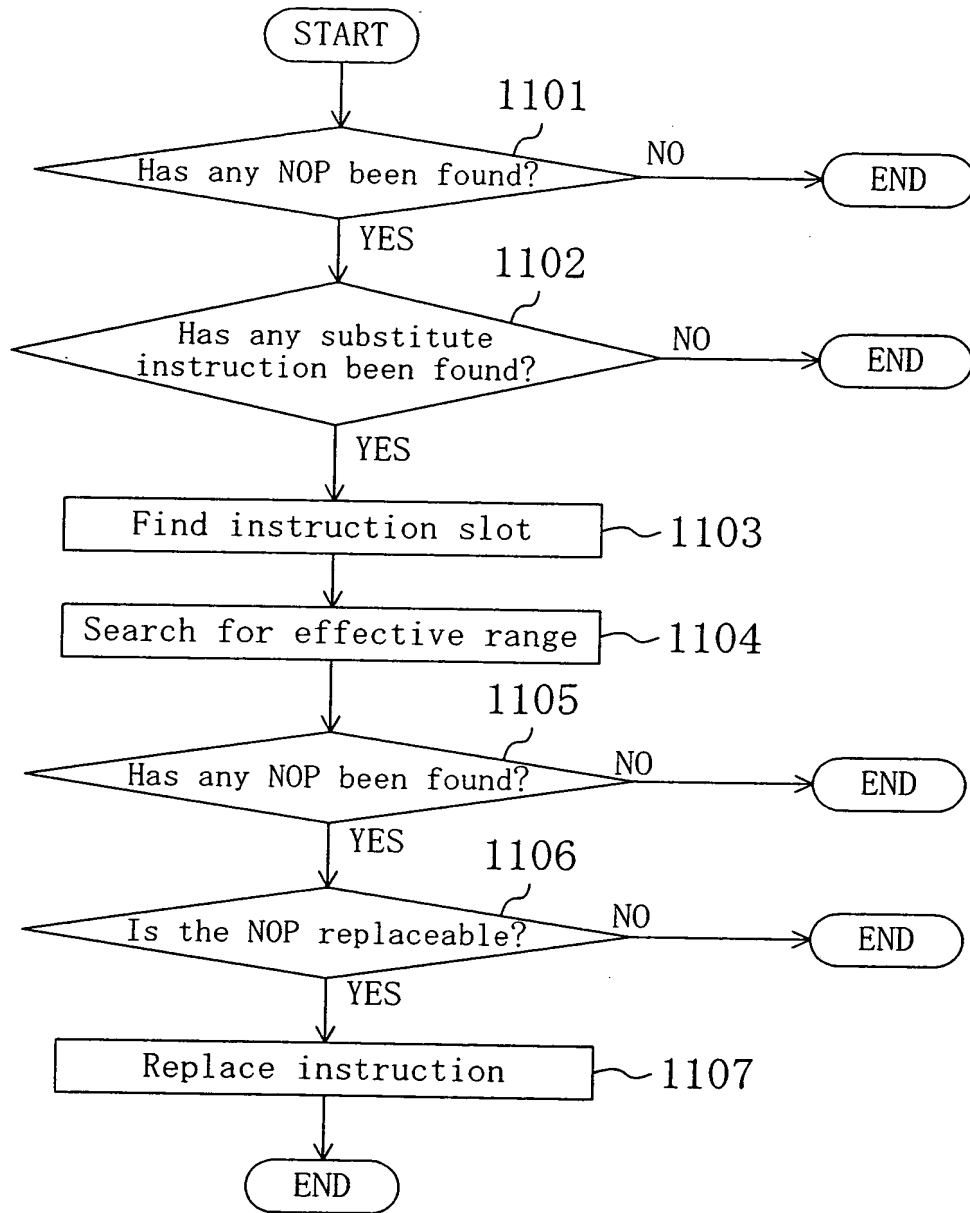 START
1101
Has any NOP been found?
NO
END
YES
1102
Has any substitute
instruction been found?
NO
END
YES
Find instruction slot
1103
Search for effective range
1104
1105
Has any NOP been found?
NO
END
YES
1106
Is the NOP replaceable?
NO
END
YES
Replace instruction
1107
END